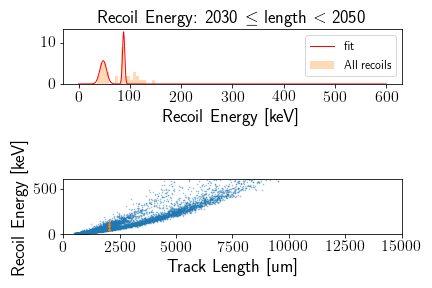 Recoil Energy: 2030 ≤ length < 2050
10
0
fit
All recoils
0 100 200 300 400 500 600
Recoil Energy [keV]
Recoil Energy [keV]
500
0
0 2500 5000 7500 10000 12500 15000
Track Length [um]